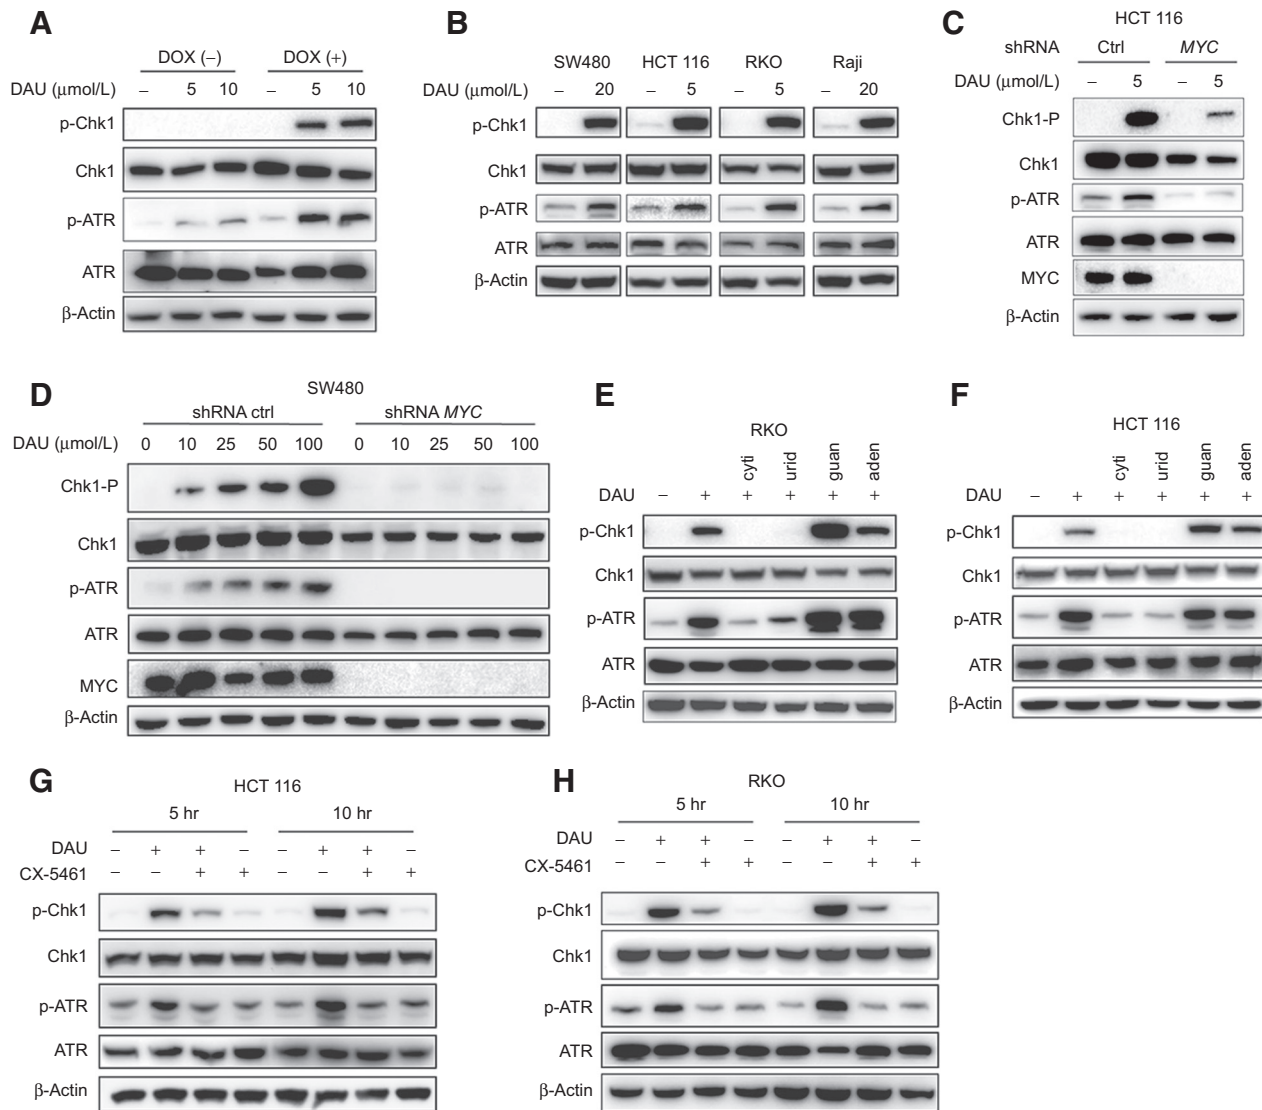 A
DOX (−) DOX (+)
DAU (μmol/L) – 5 10 – 5 10
p-Chk1
Chk1
p-ATR
ATR
β-Actin
B
SW480 HCT 116 RKO Raji
DAU (μmol/L) – 20 – 5 – 5 – 20
p-Chk1
Chk1
p-ATR
ATR
β-Actin
C
HCT 116
shRNA Ctrl MYC
DAU (μmol/L) – 5 – 5
Chk1-P
Chk1
p-ATR
ATR
MYC
β-Actin
D
SW480
shRNA ctrl shRNA MYC
DAU (μmol/L) 0 10 25 50 100 0 10 25 50 100
Chk1-P
Chk1
p-ATR
ATR
MYC
β-Actin
E
RKO
cyti urid guan aden
DAU – + + + + +
p-Chk1
Chk1
p-ATR
ATR
β-Actin
F
HCT 116
cyti urid guan aden
DAU – + + + + +
p-Chk1
Chk1
p-ATR
ATR
β-Actin
G
HCT 116
5 hr 10 hr
DAU – + + – – + + –
CX-5461 – – + + – – + +
p-Chk1
Chk1
p-ATR
ATR
β-Actin
H
RKO
5 hr 10 hr
DAU – + + – – + + –
CX-5461 – – + + – – + +
p-Chk1
Chk1
p-ATR
ATR
β-Actin